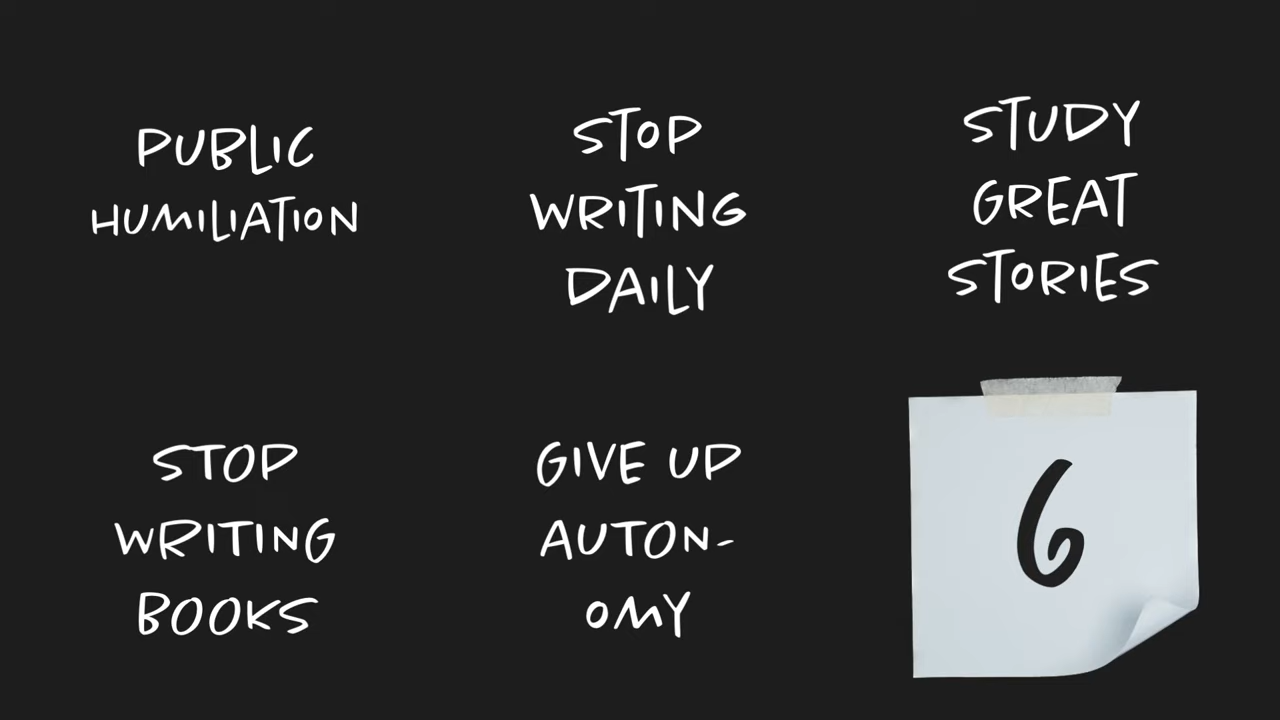 PUBLIC
HUMILIATION
STOP
WRITING
DAILY
STUDY
GREAT
STORIES
STOP
WRITING
BOOKS
GIVE UP
AUTON-
OMY
6